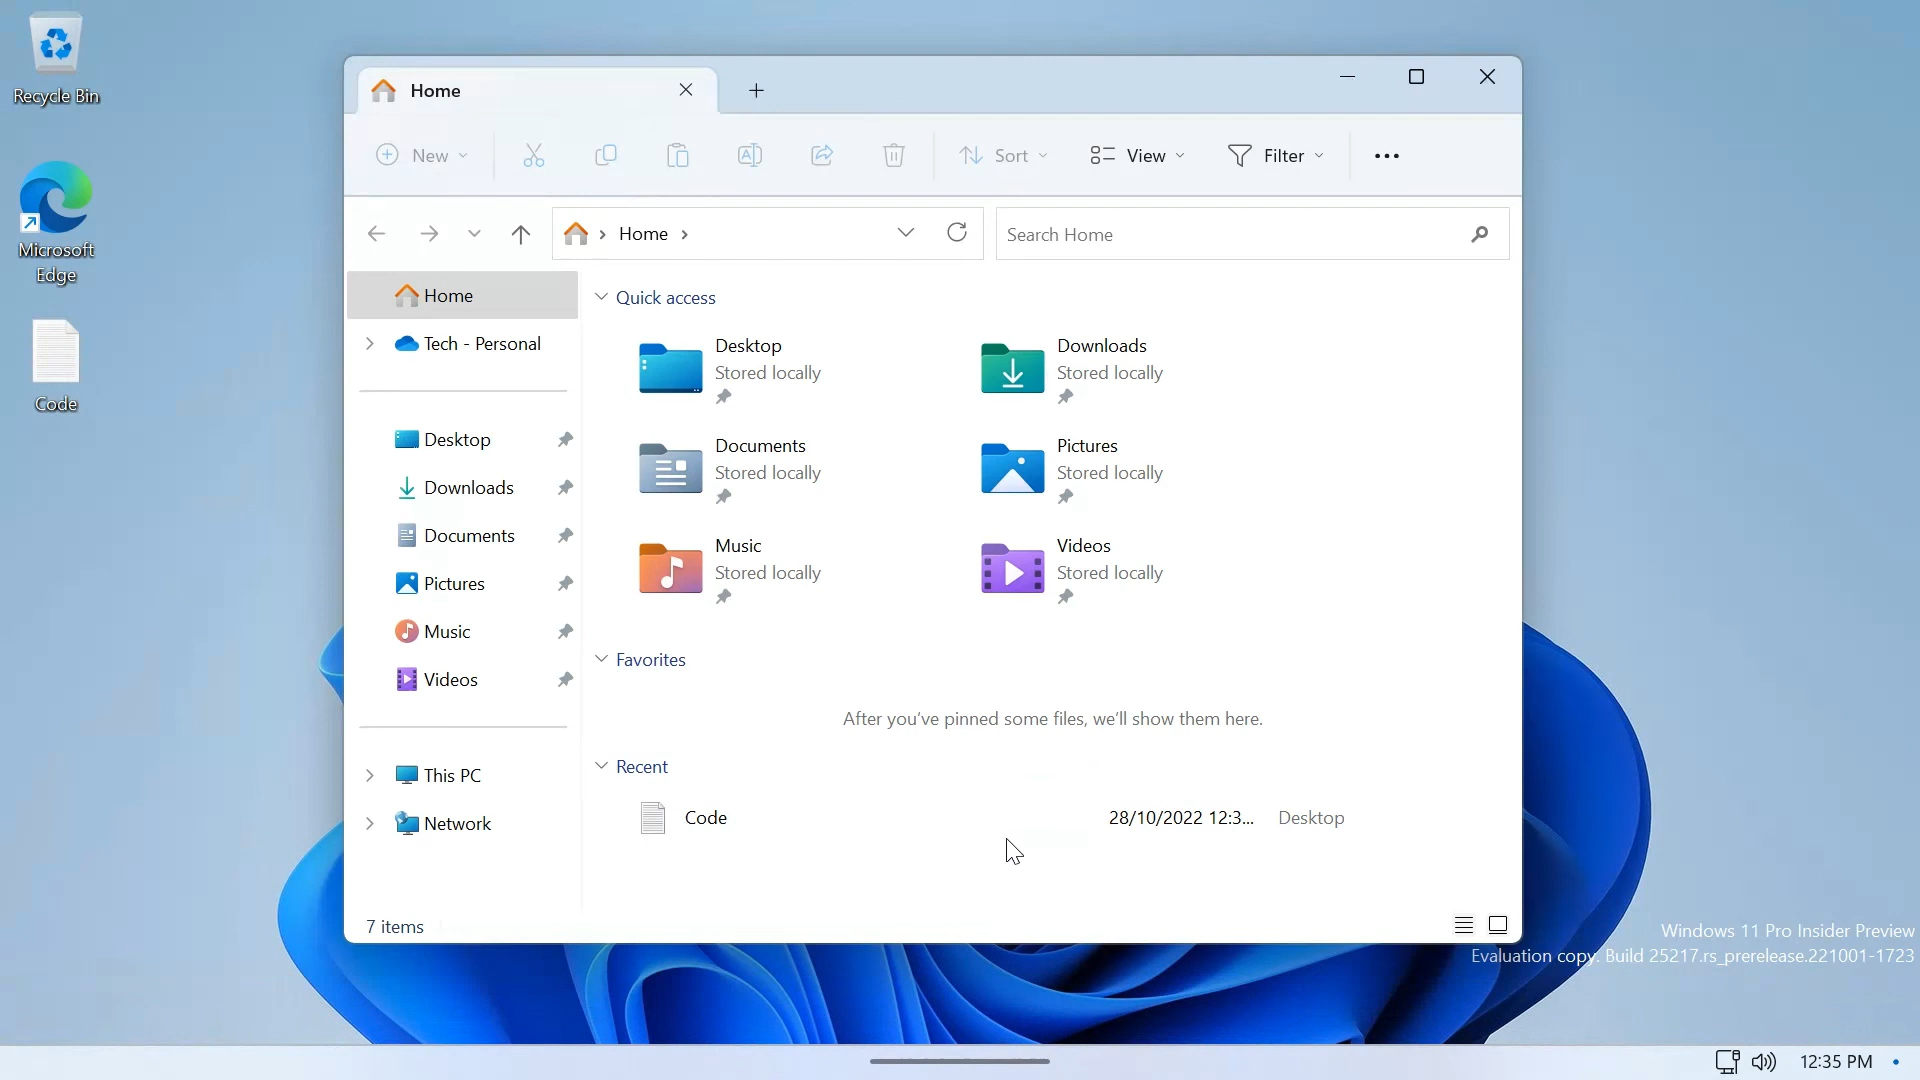 Recycle Bin
Microsoft
Edge
Code
Home
New
Sort
View
Filter
Home
Search Home
Home
Tech - Personal
Desktop
Downloads
Documents
Pictures
Music
Videos
This PC
Network
Quick access
Desktop
Stored locally
Downloads
Stored locally
Documents
Stored locally
Pictures
Stored locally
Music
Stored locally
Videos
Stored locally
Favorites
After you've pinned some files, we'll show them here.
Recent
Code
28/10/2022 12:3...
Desktop
7 items
Windows 11 Pro Insider Preview
Evaluation copy. Build 25217.rs_prerelease.221001-1723
12:35 PM